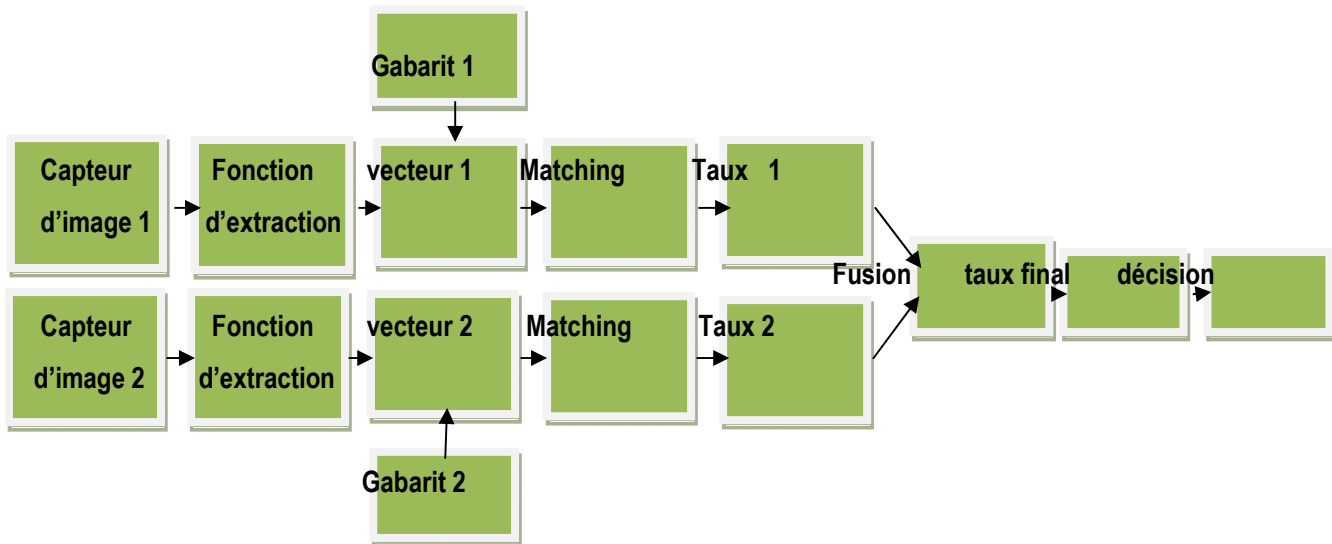 Gabarit 1
Capteur Fonction vecteur 1 Matching Taux 1
d’image 1 d’extraction
Fusion taux final décision
Capteur Fonction vecteur 2 Matching Taux 2
d’image 2 d’extraction
Gabarit 2